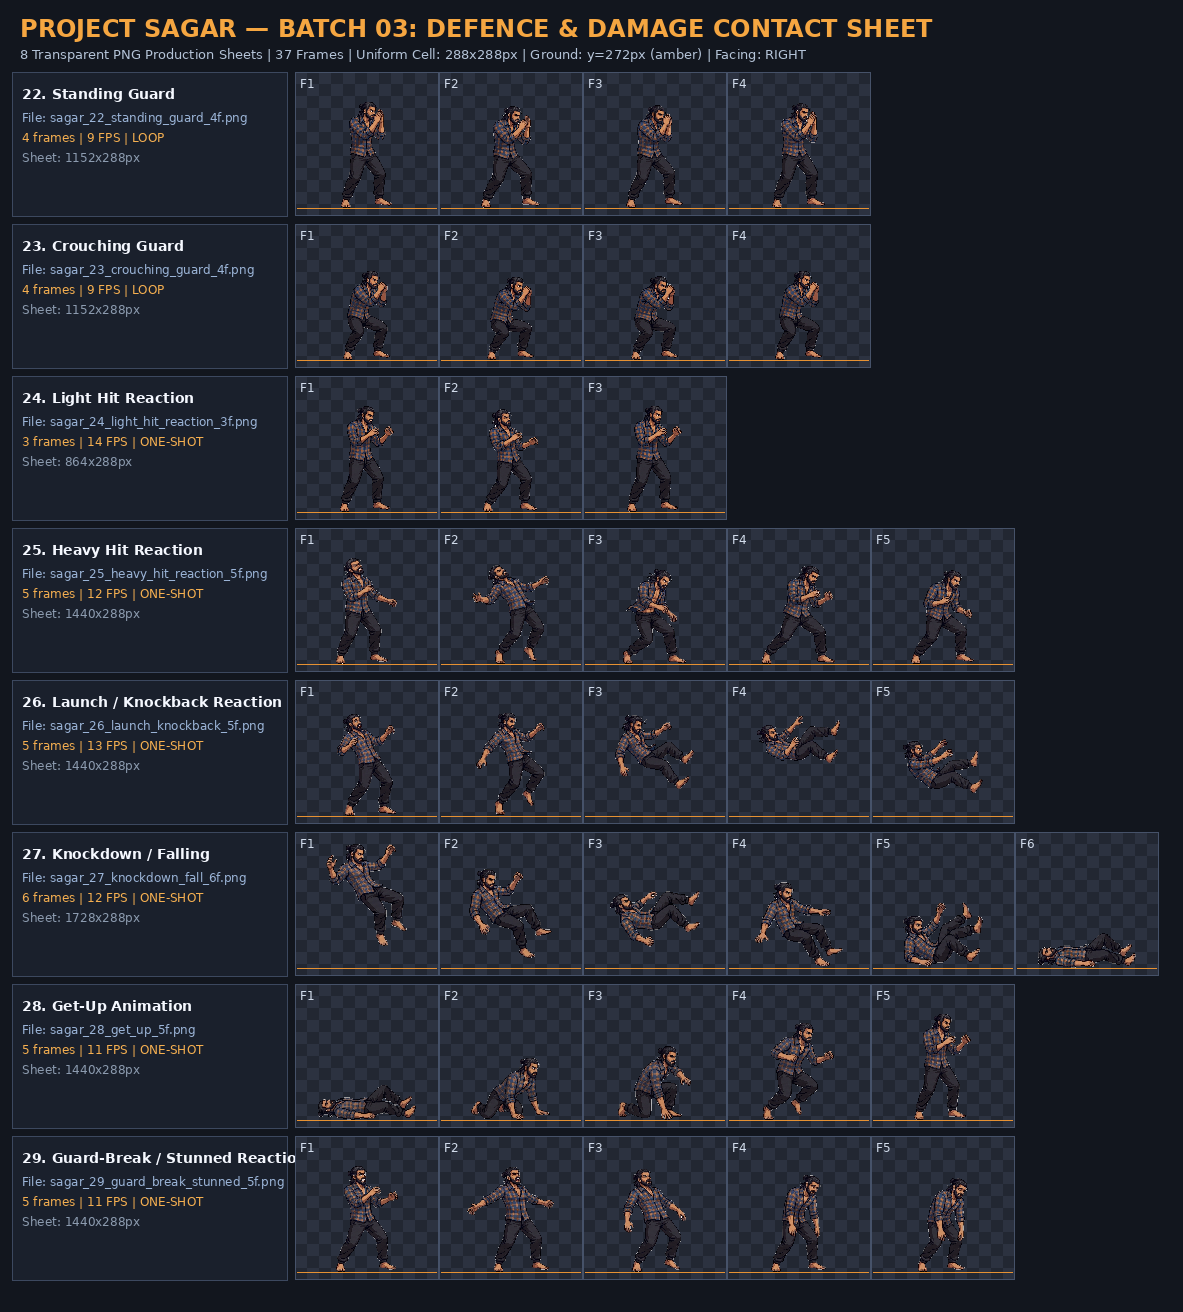 PROJECT SAGAR — BATCH 03: DEFENCE & DAMAGE CONTACT SHEET
8 Transparent PNG Production Sheets | 37 Frames | Uniform Cell: 288x288px | Ground: y=272px (amber) | Facing: RIGHT
22. Standing Guard
File: sagar_22_standing_guard_4f.png
4 frames | 9 FPS | LOOP
Sheet: 1152x288px
F1 F2 F3 F4
23. Crouching Guard
File: sagar_23_crouching_guard_4f.png
4 frames | 9 FPS | LOOP
Sheet: 1152x288px
F1 F2 F3 F4
24. Light Hit Reaction
File: sagar_24_light_hit_reaction_3f.png
3 frames | 14 FPS | ONE-SHOT
Sheet: 864x288px
F1 F2 F3
25. Heavy Hit Reaction
File: sagar_25_heavy_hit_reaction_5f.png
5 frames | 12 FPS | ONE-SHOT
Sheet: 1440x288px
F1 F2 F3 F4 F5
26. Launch / Knockback Reaction
File: sagar_26_launch_knockback_5f.png
5 frames | 13 FPS | ONE-SHOT
Sheet: 1440x288px
F1 F2 F3 F4 F5
27. Knockdown / Falling
File: sagar_27_knockdown_fall_6f.png
6 frames | 12 FPS | ONE-SHOT
Sheet: 1728x288px
F1 F2 F3 F4 F5 F6
28. Get-Up Animation
File: sagar_28_get_up_5f.png
5 frames | 11 FPS | ONE-SHOT
Sheet: 1440x288px
F1 F2 F3 F4 F5
29. Guard-Break / Stunned Reactio
File: sagar_29_guard_break_stunned_5f.png
5 frames | 11 FPS | ONE-SHOT
Sheet: 1440x288px
F1 F2 F3 F4 F5